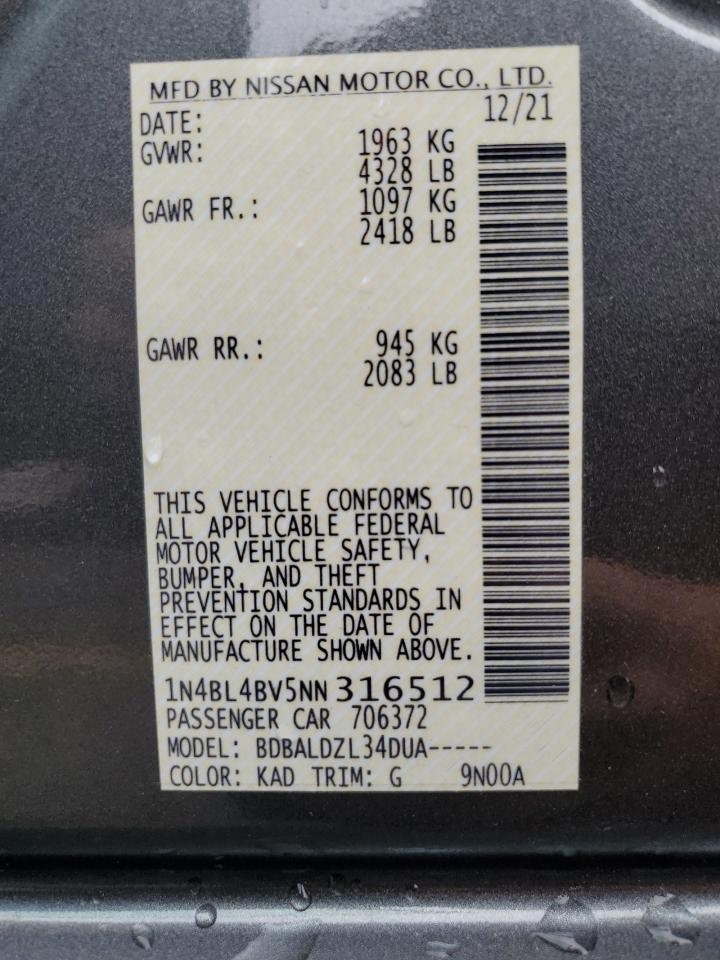 MFD BY NISSAN MOTOR CO., LTD.
DATE: 12/21
GVWR: 1963 KG
4328 LB
GAWR FR.: 1097 KG
2418 LB
GAWR RR.: 945 KG
2083 LB
THIS VEHICLE CONFORMS TO
ALL APPLICABLE FEDERAL
MOTOR VEHICLE SAFETY,
BUMPER, AND THEFT
PREVENTION STANDARDS IN
EFFECT ON THE DATE OF
MANUFACTURE SHOWN ABOVE.
1N4BL4BV5NN316512
PASSENGER CAR 706372
MODEL: BDBALDZL34DUA-----
COLOR: KAD TRIM: G 9N00A